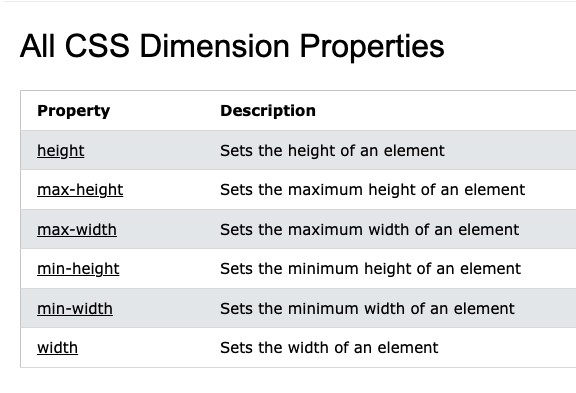 All CSS Dimension Properties
Property Description
height Sets the height of an element
max-height Sets the maximum height of an element
max-width Sets the maximum width of an element
min-height Sets the minimum height of an element
min-width Sets the minimum width of an element
width Sets the width of an element